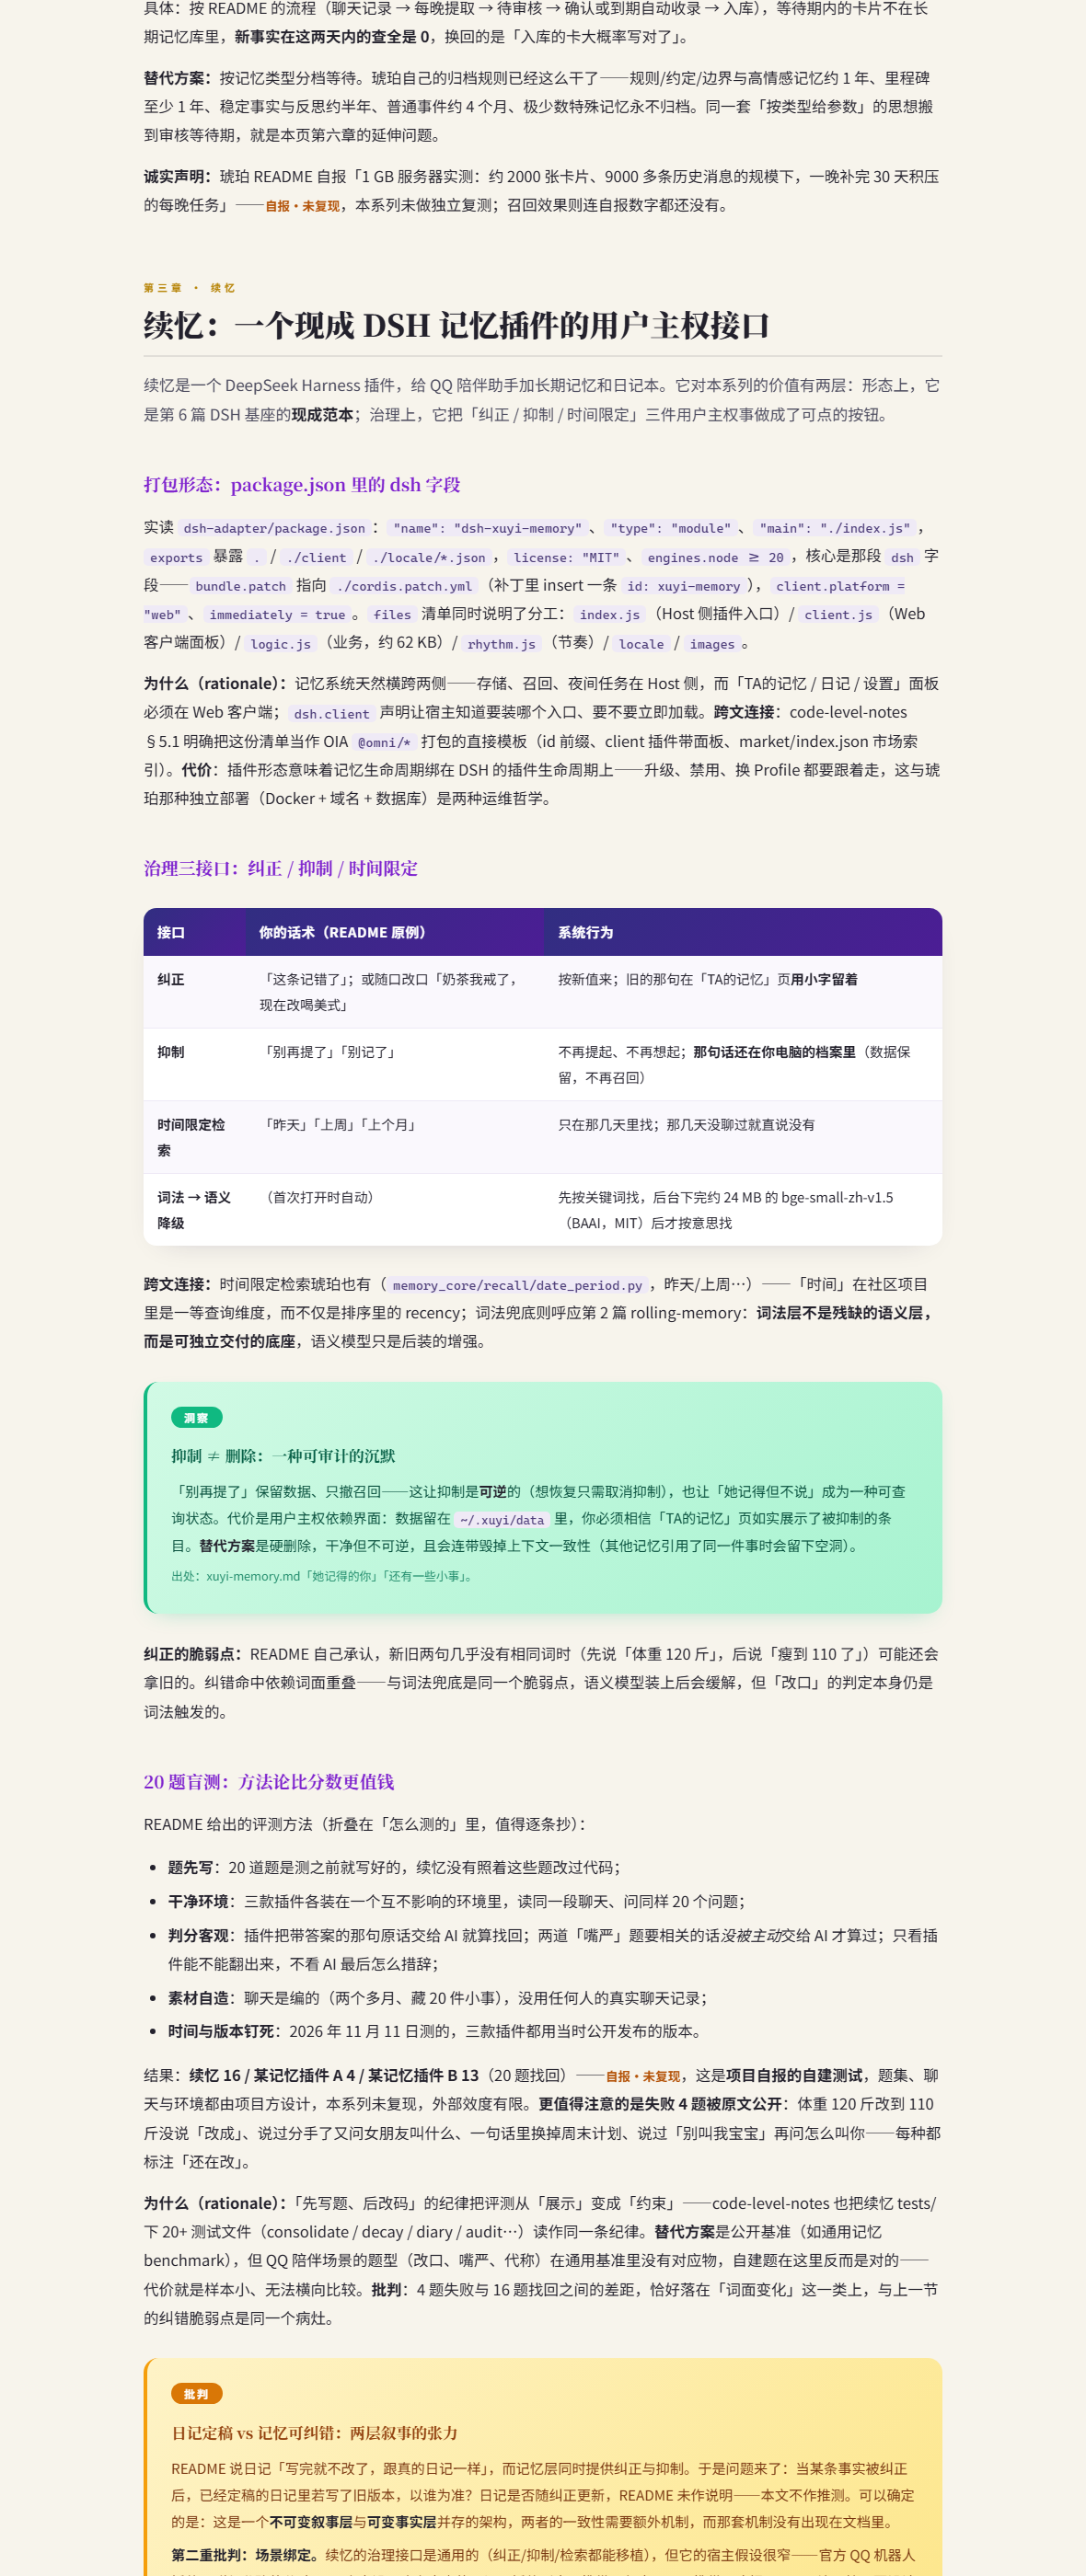 具体：按 README 的流程（聊天记录 → 每晚提取 → 待审核 → 确认或到期自动收录 → 入库），等待期内的卡片不在长
期记忆库里，新事实在这两天内的查全是 0，换回的是「入库的卡大概率写对了」。
替代方案：按记忆类型分档等待。琥珀自己的归档规则已经这么干了——规则/约定/边界与高情感记忆约 1 年、里程碑
至少 1 年、稳定事实与反思约半年、普通事件约 4 个月、极少数特殊记忆永不归档。同一套「按类型给参数」的思想搬
到审核等待期，就是本页第六章的延伸问题。
诚实声明：琥珀 README 自报「1 GB 服务器实测：约 2000 张卡片、9000 多条历史消息的规模下，一晚补完 30 天积压
的每晚任务」——自报·未复现，本系列未做独立复测；召回效果则连自报数字都还没有。
第三章 · 续忆
续忆：一个现成 DSH 记忆插件的用户主权接口
续忆是一个 DeepSeek Harness 插件，给 QQ 陪伴助手加长期记忆和日记本。它对本系列的价值有两层：形态上，它
是第 6 篇 DSH 基座的现成范本；治理上，它把「纠正 / 抑制 / 时间限定」三件用户主权事做成了可点的按钮。
打包形态：package.json 里的 dsh 字段
实读 dsh-adapter/package.json："name": "dsh-xuyi-memory"、"type": "module"、"main": "./index.js"，
exports 暴露 . / ./client / ./locale/*.json，license: "MIT"、engines.node ≥ 20，核心是那段 dsh 字
段——bundle.patch 指向 ./cordis.patch.yml（补丁里 insert 一条 id: xuyi-memory），client.platform =
"web"、immediately = true。files 清单同时说明了分工：index.js（Host 侧插件入口）/ client.js（Web
客户端面板）/ logic.js（业务，约 62 KB）/ rhythm.js（节奏）/ locale / images。
为什么（rationale）：记忆系统天然横跨两侧——存储、召回、夜间任务在 Host 侧，而「TA的记忆 / 日记 / 设置」面板
必须在 Web 客户端；dsh.client 声明让宿主知道要装哪个入口、要不要立即加载。跨文连接：code-level-notes
§5.1 明确把这份清单当作 OIA @omni/* 打包的直接模板（id 前缀、client 插件带面板、market/index.json 市场索
引）。代价：插件形态意味着记忆生命周期绑在 DSH 的插件生命周期上——升级、禁用、换 Profile 都要跟着走，这与琥
珀那种独立部署（Docker + 域名 + 数据库）是两种运维哲学。
治理三接口：纠正 / 抑制 / 时间限定
接口 你的话术（README 原例） 系统行为
纠正 「这条记错了」；或随口改口「奶茶我戒了， 按新值来；旧的那句在「TA的记忆」页用小字留着
现在改喝美式」
抑制 「别再提了」「别记了」 不再提起、不再想起；那句话还在你电脑的档案里（数据保
留，不再召回）
时间限定检 「昨天」「上周」「上个月」 只在那几天里找；那几天没聊过就直说没有
索
词法 → 语义 （首次打开时自动） 先按关键词找，后台下完约 24 MB 的 bge-small-zh-v1.5
降级 （BAAI，MIT）后才按意思找
跨文连接：时间限定检索琥珀也有（memory_core/recall/date_period.py，昨天/上周…）——「时间」在社区项目
里是一等查询维度，而不仅是排序里的 recency；词法兜底则呼应第 2 篇 rolling-memory：词法层不是残缺的语义层，
而是可独立交付的底座，语义模型只是后装的增强。
洞察
抑制 ≠ 删除：一种可审计的沉默
「别再提了」保留数据、只撤召回——这让抑制是可逆的（想恢复只需取消抑制），也让「她记得但不说」成为一种可查
询状态。代价是用户主权依赖界面：数据留在 ~/.xuyi/data 里，你必须相信「TA的记忆」页如实展示了被抑制的条
目。替代方案是硬删除，干净但不可逆，且会连带毁掉上下文一致性（其他记忆引用了同一件事时会留下空洞）。
出处：xuyi-memory.md「她记得的你」「还有一些小事」。
纠正的脆弱点：README 自己承认，新旧两句几乎没有相同词时（先说「体重 120 斤」，后说「瘦到 110 了」）可能还会
拿旧的。纠错命中依赖词面重叠——与词法兜底是同一个脆弱点，语义模型装上后会缓解，但「改口」的判定本身仍是
词法触发的。
20 题盲测：方法论比分数更值钱
README 给出的评测方法（折叠在「怎么测的」里，值得逐条抄）：
• 题先写：20 道题是测之前就写好的，续忆没有照着这些题改过代码；
• 干净环境：三款插件各装在一个互不影响的环境里，读同一段聊天、问同样 20 个问题；
• 判分客观：插件把带答案的那句原话交给 AI 就算找回；两道「嘴严」题要相关的话没被主动交给 AI 才算过；只看插
件能不能翻出来，不看 AI 最后怎么措辞；
• 素材自造：聊天是编的（两个多月、藏 20 件小事），没用任何人的真实聊天记录；
• 时间与版本钉死：2026 年 11 月 11 日测的，三款插件都用当时公开发布的版本。
结果：续忆 16 / 某记忆插件 A 4 / 某记忆插件 B 13（20 题找回）——自报·未复现，这是项目自报的自建测试，题集、聊
天与环境都由项目方设计，本系列未复现，外部效度有限。更值得注意的是失败 4 题被原文公开：体重 120 斤改到 110
斤没说「改成」、说过分手了又问女朋友叫什么、一句话里换掉周末计划、说过「别叫我宝宝」再问怎么叫你——每种都
标注「还在改」。
为什么（rationale）：「先写题、后改码」的纪律把评测从「展示」变成「约束」——code-level-notes 也把续忆 tests/
下 20+ 测试文件（consolidate / decay / diary / audit…）读作同一条纪律。替代方案是公开基准（如通用记忆
benchmark），但 QQ 陪伴场景的题型（改口、嘴严、代称）在通用基准里没有对应物，自建题在这里反而是对的——
代价就是样本小、无法横向比较。批判：4 题失败与 16 题找回之间的差距，恰好落在「词面变化」这一类上，与上一节
的纠错脆弱点是同一个病灶。
批判
日记定稿 vs 记忆可纠错：两层叙事的张力
README 说日记「写完就不改了，跟真的日记一样」，而记忆层同时提供纠正与抑制。于是问题来了：当某条事实被纠正
后，已经定稿的日记里若写了旧版本，以谁为准？日记是否随纠正更新，README 未作说明——本文不作推测。可以确定
的是：这是一个不可变叙事层与可变事实层并存的架构，两者的一致性需要额外机制，而那套机制没有出现在文档里。
第二重批判：场景绑定。续忆的治理接口是通用的（纠正/抑制/检索都能移植），但它的宿主假设很窄——官方 QQ 机器人